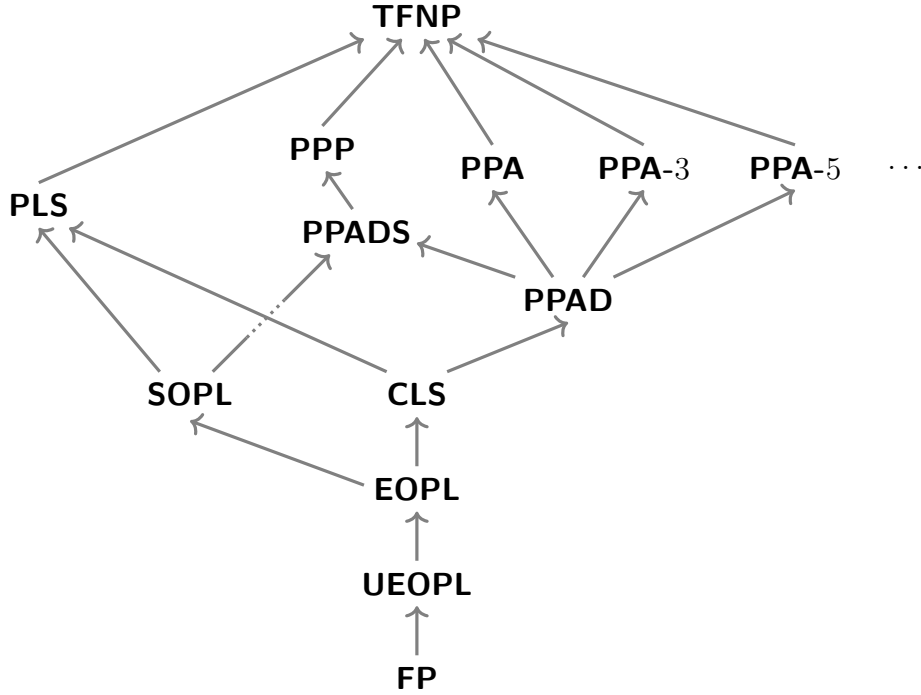 TFNP
PPP
PPA
PPA-3
PPA-5
···
PLS
PPADS
PPAD
SOPL
CLS
EOPL
UEOPL
FP